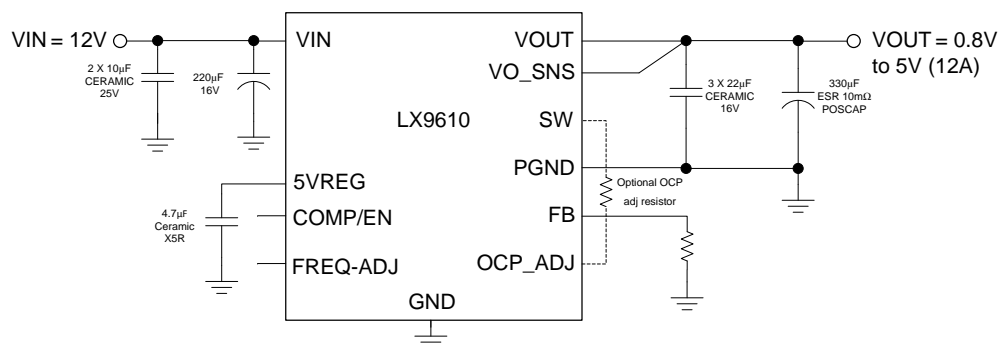 VIN = 12V
2 X 10µF
CERAMIC
25V
220µF
16V
VIN
5VREG
4.7µF
Ceramic
X5R
COMP/EN
FREQ-ADJ
LX9610
GND
VOUT
VO_SNS
SW
PGND
FB
OCP_ADJ
Optional OCP
adj resistor
3 X 22µF
CERAMIC
16V
330µF
ESR 10mΩ
POSCAP
VOUT = 0.8V
to 5V (12A)